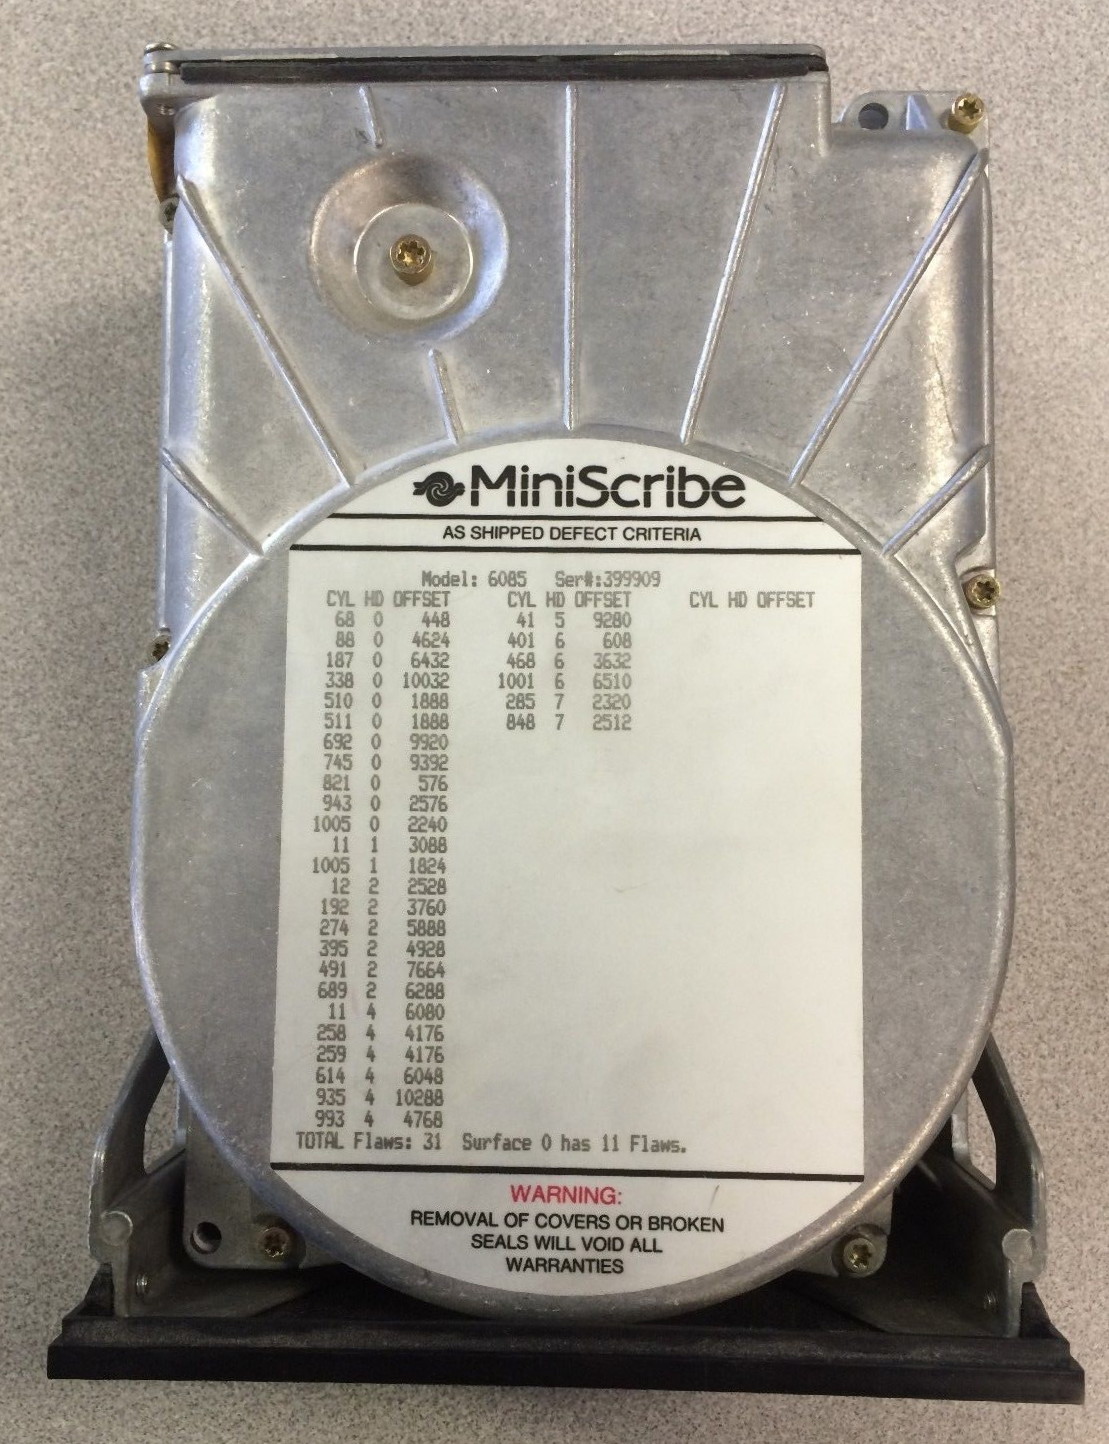 MiniScribe
AS SHIPPED DEFECT CRITERIA
Model: 6085 Ser#:399909
CYL HD OFFSET CYL HD OFFSET CYL HD OFFSET
68 0 448 41 5 9280
88 0 4624 401 6 608
187 0 6432 468 6 3632
338 0 10032 1001 6 6510
510 0 1888 285 7 2320
511 0 1888 848 7 2512
692 0 9920
745 0 9392
821 0 576
943 0 2576
1005 0 2240
11 1 3088
1005 1 1824
12 2 2528
192 2 3760
274 2 5888
395 2 4928
491 2 7664
689 2 6288
11 4 6080
258 4 4176
259 4 4176
614 4 6048
935 4 10288
993 4 4768
TOTAL Flaws: 31 Surface 0 has 11 Flaws.
WARNING:
REMOVAL OF COVERS OR BROKEN
SEALS WILL VOID ALL
WARRANTIES